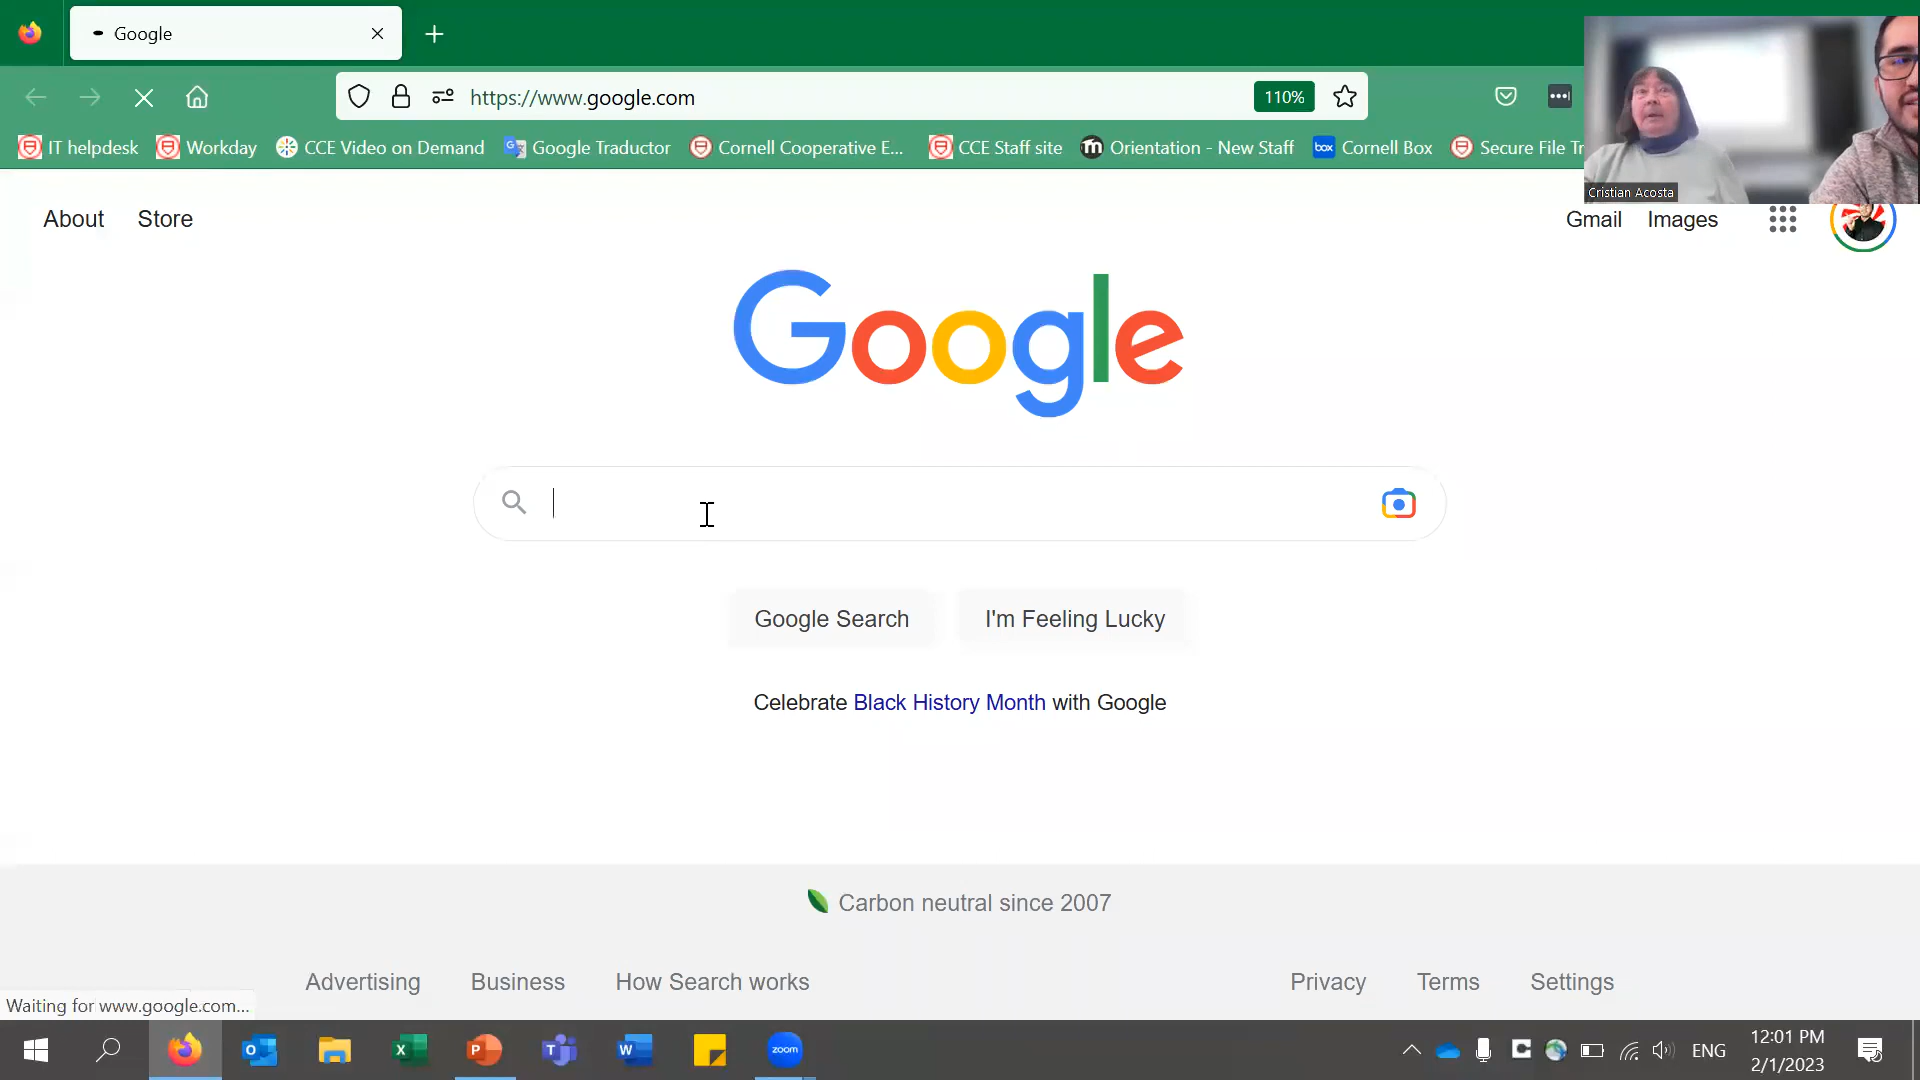 Google
https://www.google.com
110%
IT helpdesk
Workday
CCE Video on Demand
Google Traductor
Cornell Cooperative E...
CCE Staff site
Orientation - New Staff
box
Cornell Box
Secure File Tr
Cristian Acosta
About
Store
Gmail
Images
Google
Google Search
I'm Feeling Lucky
Celebrate Black History Month with Google
Carbon neutral since 2007
Advertising
Business
How Search works
Privacy
Terms
Settings
Waiting for www.google.com...
zoom
ENG
12:01 PM
2/1/2023